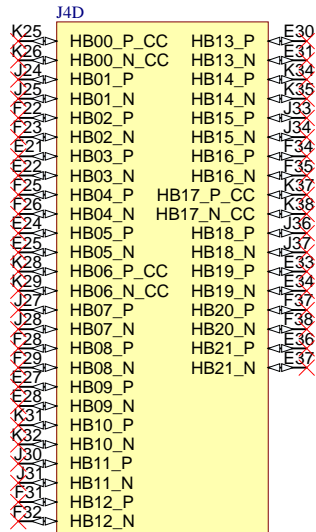 J4D
K25 HB00_P_CC HB13_P E30
K26 HB00_N_CC HB13_N E31
J24 HB01_P HB14_P K34
J25 HB01_N HB14_N K35
F22 HB02_P HB15_P J33
F23 HB02_N HB15_N J34
E21 HB03_P HB16_P F34
E22 HB03_N HB16_N F35
F25 HB04_P HB17_P_CC K37
F26 HB04_N HB17_N_CC K38
E24 HB05_P HB18_P J36
E25 HB05_N HB18_N J37
K28 HB06_P_CC HB19_P E33
K29 HB06_N_CC HB19_N E34
J27 HB07_P HB20_P F37
J28 HB07_N HB20_N F38
F28 HB08_P HB21_P E36
F29 HB08_N HB21_N E37
E27 HB09_P
E28 HB09_N
K31 HB10_P
K32 HB10_N
J30 HB11_P
J31 HB11_N
F31 HB12_P
F32 HB12_N